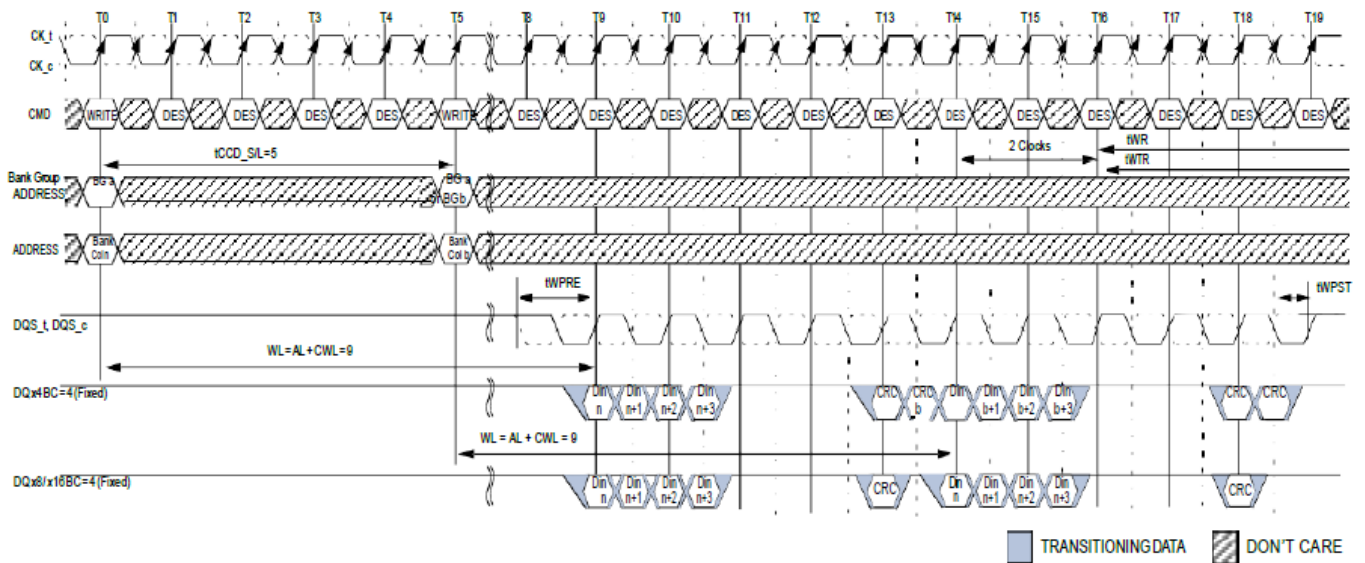 T0 T1 T2 T3 T4 T5 T8 T9 T10 T11 T12 T13 T14 T15 T16 T17 T18 T19
CK_t
CK_c
CMD WRITE DES DES DES DES WRITE DES DES DES DES DES DES DES DES DES DES DES DES
tCCD_S/L=5
2 Clocks
tWR
tWTR
Bank Group
ADDRESS
BG a
BG a
or BGb
ADDRESS
Bank
Col n
Bank
Col b
tWPRE
tWPST
DQS_t, DQS_c
WL=AL+CWL=9
DQx4BC=4(Fixed)
Din
n
Din
n+1
Din
n+2
Din
n+3
CRC
CRC
b
Din
Din
b+1
Din
b+2
Din
b+3
CRC
CRC
WL = AL + CWL = 9
DQx8/x16BC=4(Fixed)
Din
n
Din
n+1
Din
n+2
Din
n+3
CRC
Din
n
Din
n+1
Din
n+2
Din
n+3
CRC
TRANSITIONING DATA
DON'T CARE